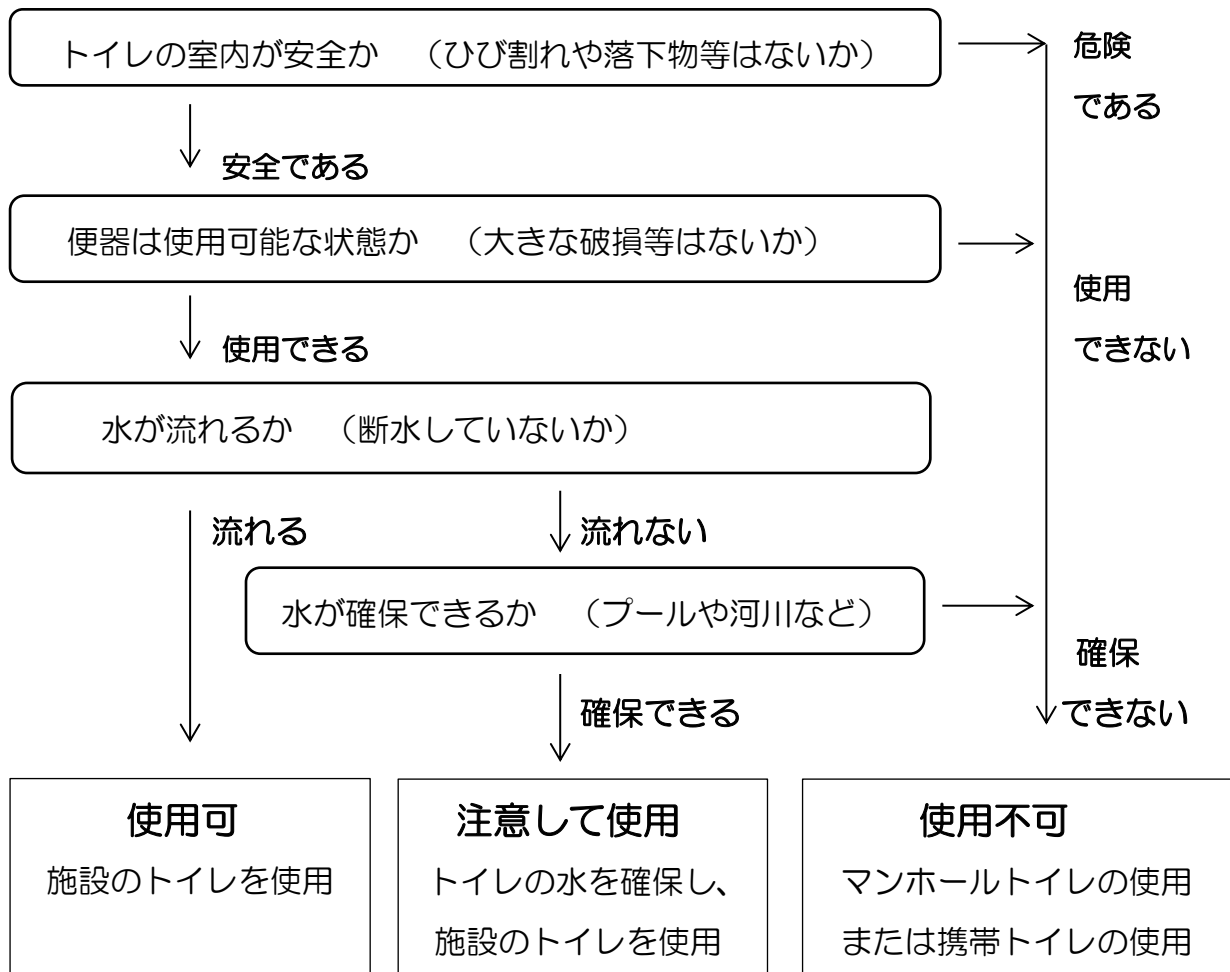 トイレの室内が安全か　（ひび割れや落下物等はないか）
危険
である
安全である
便器は使用可能な状態か　（大きな破損等はないか）
使用
できない
使用できる
水が流れるか　（断水していないか）
流れる
流れない
水が確保できるか　（プールや河川など）
確保
できない
確保できる
使用可
施設のトイレを使用
注意して使用
トイレの水を確保し、
施設のトイレを使用
使用不可
マンホールトイレの使用
または携帯トイレの使用